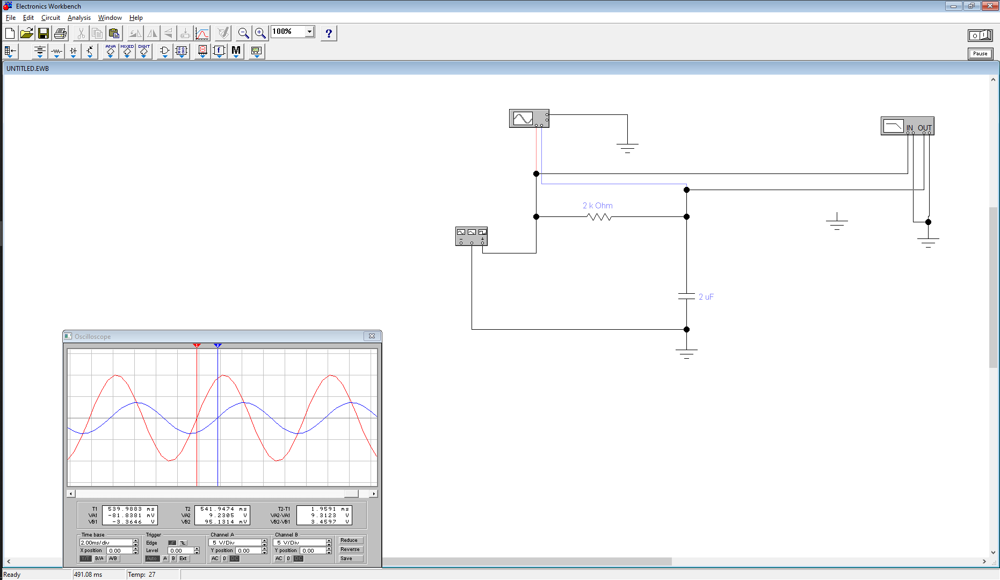 Electronics Workbench
File Edit Circuit Analysis Window Help
100%
?
ANA MIXED DIGIT
f M
Pause
UNTITLED.EWB
IN OUT
2 k Ohm
2 uF
Oscilloscope
1 2
T1 539.9883 ms
VA1 -81.8381 mV
VB1 -3.3646 V
T2 541.9474 ms
VA2 9.2305 V
VB2 95.1314 mV
T2-T1 1.9591 ms
VA2-VA1 9.3123 V
VB2-VB1 3.4597 V
Time base
2.00ms/div
X position 0.00
Y/T B/A A/B
Trigger
Edge
Level 0.00
Auto A B Ext
Channel A
5 V/Div
Y position 0.00
AC 0 DC
Channel B
5 V/Div
Y position 0.00
AC 0 DC
Reduce
Reverse
Save
Ready 491.08 ms Temp: 27